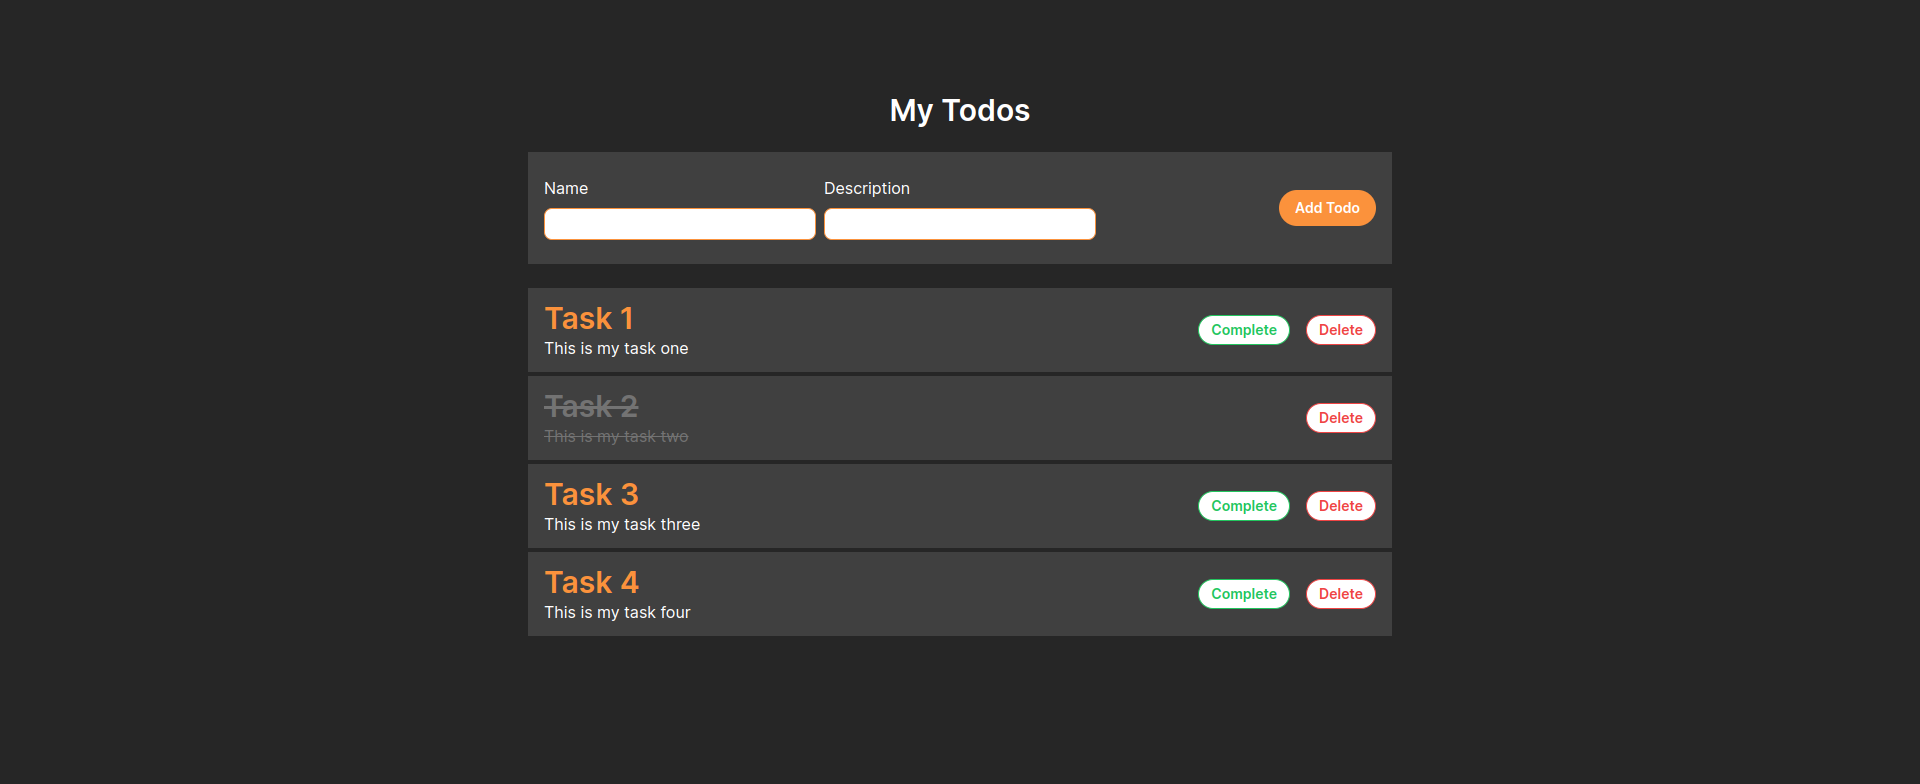 My Todos
Name Description
Add Todo
Task 1
This is my task one
Complete Delete
Task 2
This is my task two
Delete
Task 3
This is my task three
Complete Delete
Task 4
This is my task four
Complete Delete